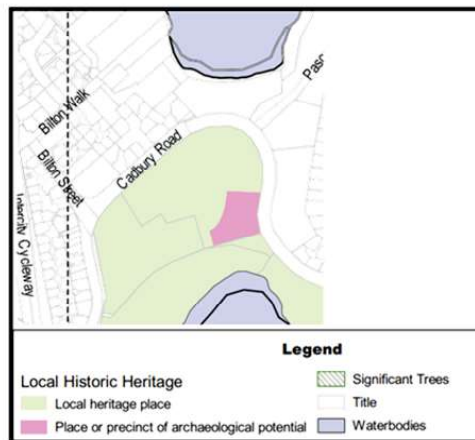 Bilton Walk
Pasc
Cadbury Road
Bilton Street
Intercity Cycleway
Legend
Local Historic Heritage
Local heritage place
Place or precinct of archaeological potential
Significant Trees
Title
Waterbodies